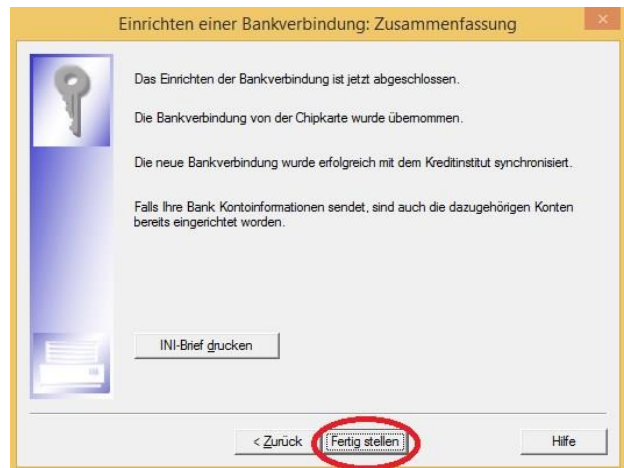 Einrichten einer Bankverbindung: Zusammenfassung
Das Einrichten der Bankverbindung ist jetzt abgeschlossen.
Die Bankverbindung von der Chipkarte wurde übernommen.
Die neue Bankverbindung wurde erfolgreich mit dem Kreditinstitut synchronisiert.
Falls Ihre Bank Kontoinformationen sendet, sind auch die dazugehörigen Konten
bereits eingerichtet worden.
INI-Brief drucken
< Zurück
Fertig stellen
Hilfe